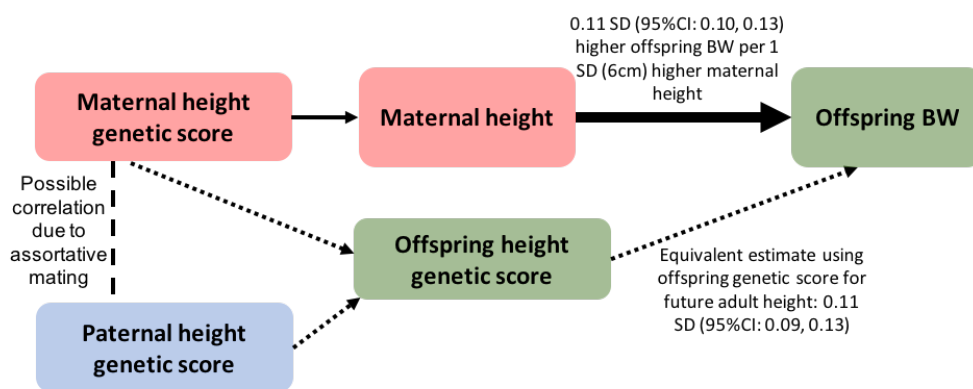 0.11 SD (95%CI: 0.10, 0.13)
higher offspring BW per 1
SD (6cm) higher maternal
height
Maternal height
genetic score
Maternal height
Offspring BW
Possible
correlation
due to
assortative
mating
Offspring height
genetic score
Equivalent estimate using
offspring genetic score for
future adult height: 0.11
SD (95%CI: 0.09, 0.13)
Paternal height
genetic score